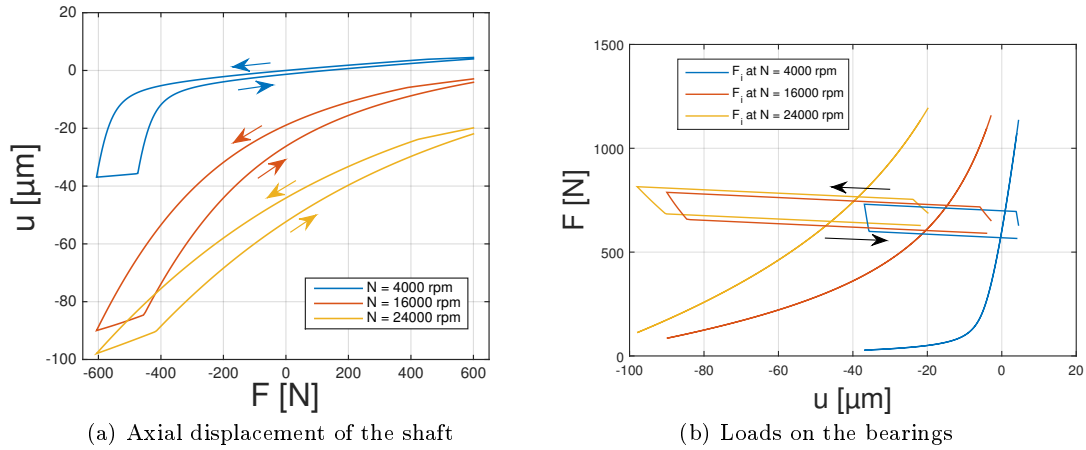 20
0
-20
-40
-60
-80
-100
u [µm]
-600
-400
-200
0
200
400
600
F [N]
N = 4000 rpm
N = 16000 rpm
N = 24000 rpm
(a) Axial displacement of the shaft
1500
1000
500
0
F [N]
-100
-80
-60
-40
-20
0
20
u [µm]
F_i at N = 4000 rpm
F_i at N = 16000 rpm
F_i at N = 24000 rpm
(b) Loads on the bearings